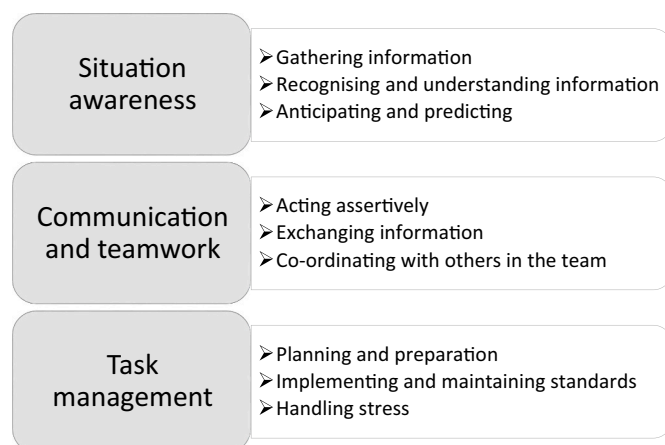 Situation
awareness
➢Gathering information
➢Recognising and understanding information
➢Anticipating and predicting
Communication
and teamwork
➢Acting assertively
➢Exchanging information
➢Co-ordinating with others in the team
Task
management
➢Planning and preparation
➢Implementing and maintaining standards
➢Handling stress